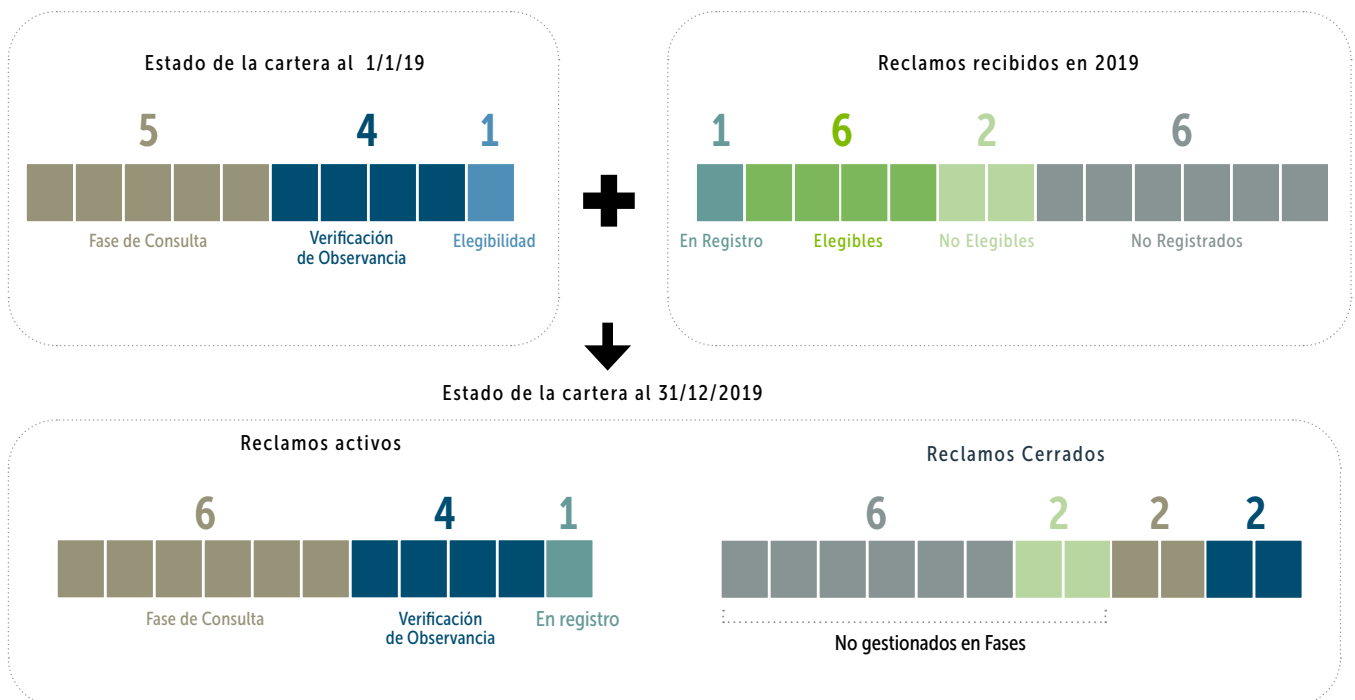 Estado de la cartera al 1/1/19
5 4 1
Fase de Consulta
Verificación
de Observancia
Elegibilidad
Reclamos recibidos en 2019
1 6 2 6
En Registro
Elegibles
No Elegibles
No Registrados
Estado de la cartera al 31/12/2019
Reclamos activos
6 4 1
Fase de Consulta
Verificación
de Observancia
En registro
Reclamos Cerrados
6 2 2 2
No gestionados en Fases